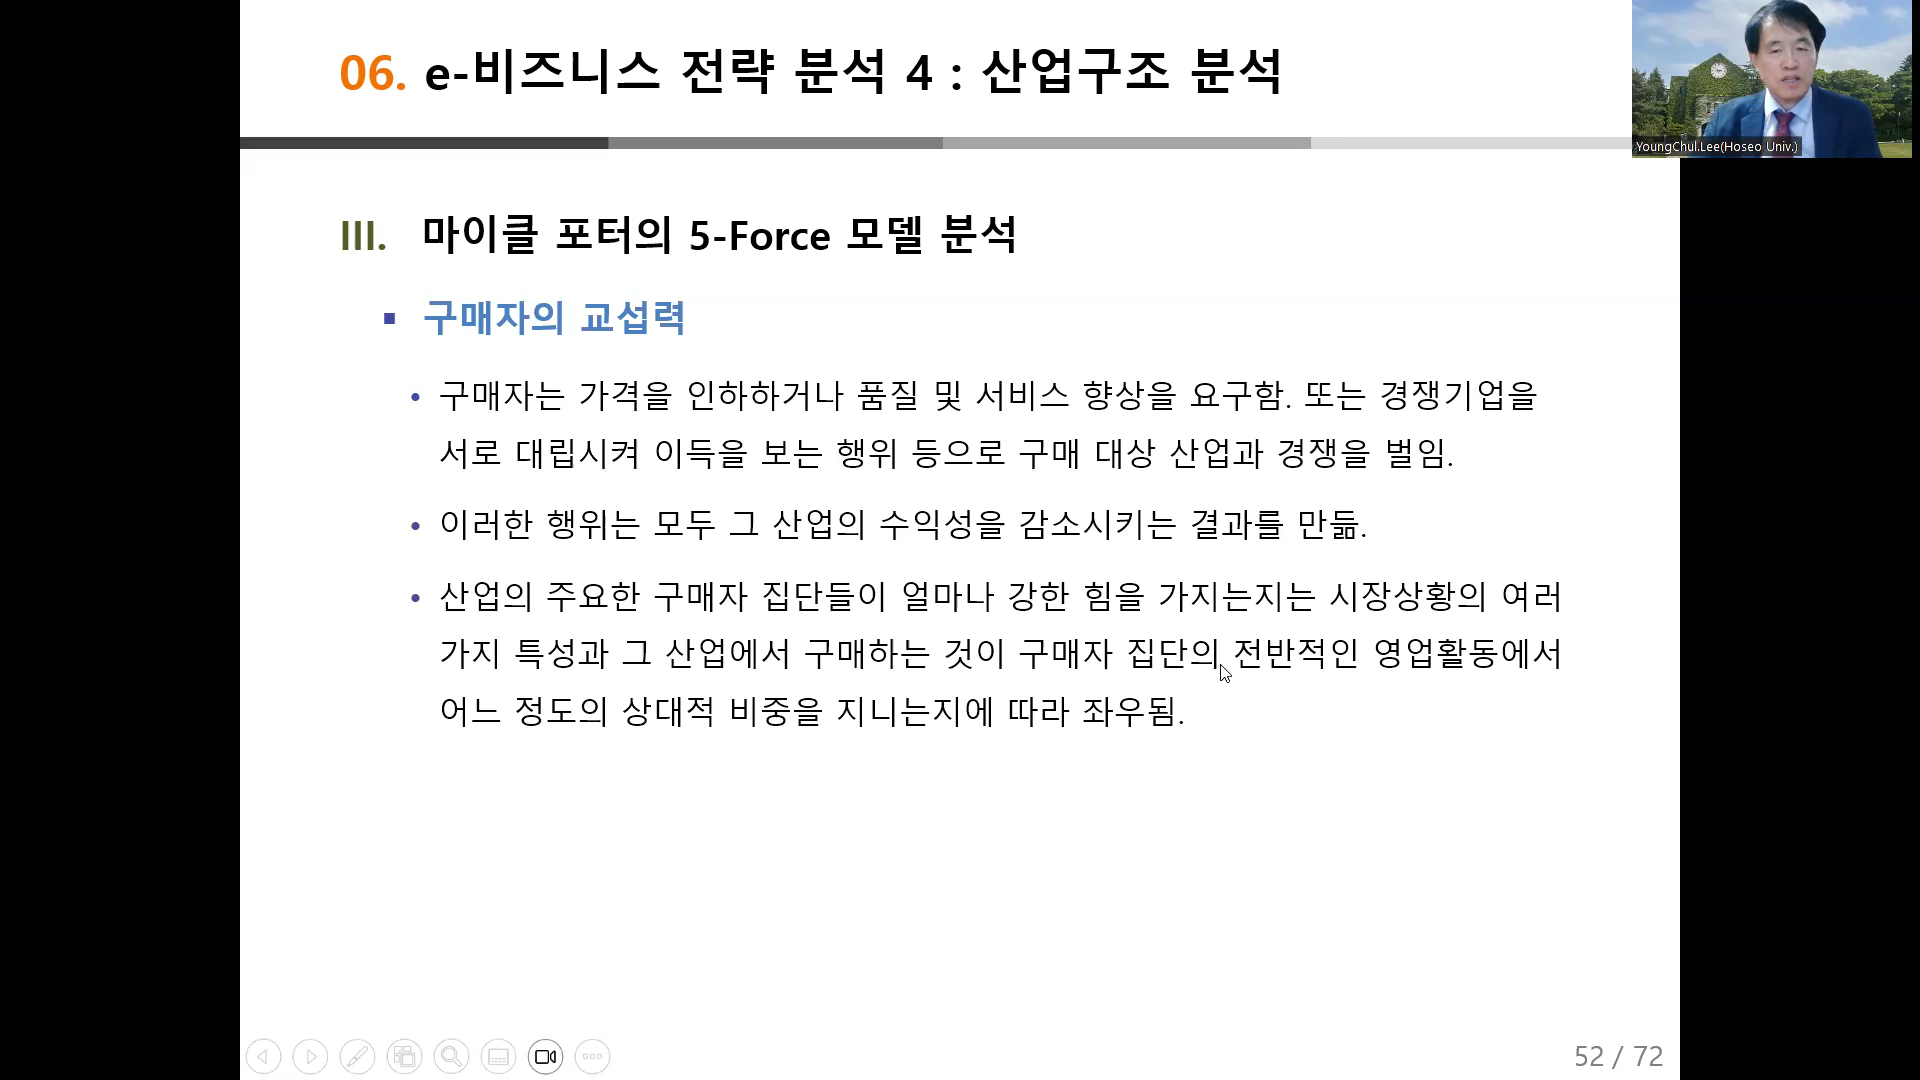 06. e-비즈니스 전략 분석 4 : 산업구조 분석
YoungChul.Lee(Hoseo Univ.)
III. 마이클 포터의 5-Force 모델 분석
▪ 구매자의 교섭력
• 구매자는 가격을 인하하거나 품질 및 서비스 향상을 요구함. 또는 경쟁기업을
서로 대립시켜 이득을 보는 행위 등으로 구매 대상 산업과 경쟁을 벌임.
• 이러한 행위는 모두 그 산업의 수익성을 감소시키는 결과를 만듦.
• 산업의 주요한 구매자 집단들이 얼마나 강한 힘을 가지는지는 시장상황의 여러
가지 특성과 그 산업에서 구매하는 것이 구매자 집단의 전반적인 영업활동에서
어느 정도의 상대적 비중을 지니는지에 따라 좌우됨.
52 / 72